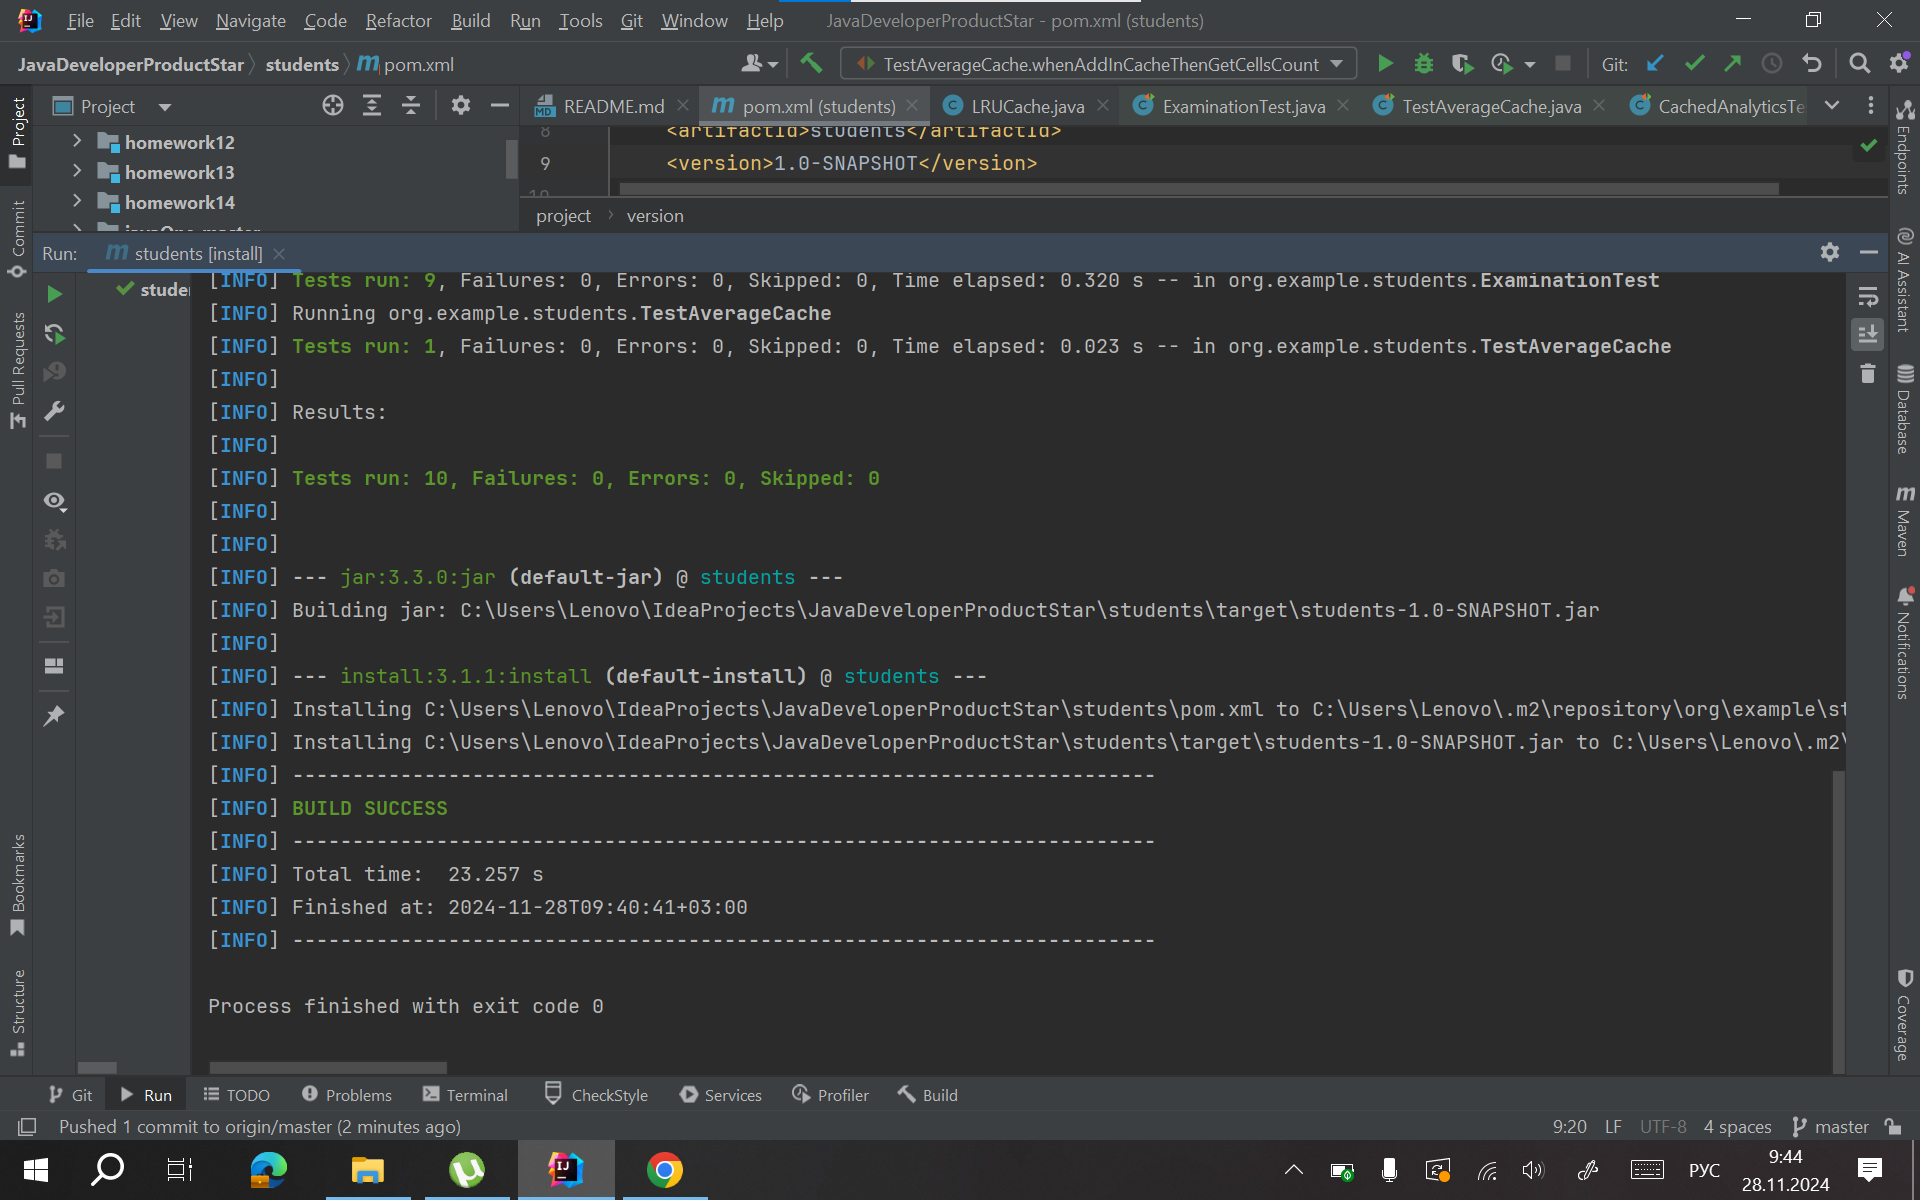 File Edit View Navigate Code Refactor Build Run Tools Git Window Help JavaDeveloperProductStar - pom.xml (students)
JavaDeveloperProductStar students m pom.xml TestAverageCache.whenAddInCacheThenGetCellsCount Git:
Project README.md pom.xml (students) LRUCache.java ExaminationTest.java TestAverageCache.java CachedAnalyticsTe
homework12
homework13
homework14
8 <artifactId>students</artifactId>
9 <version>1.0-SNAPSHOT</version>
10
project version
Run: students [install]
studer
[INFO] Tests run: 9, Failures: 0, Errors: 0, Skipped: 0, Time elapsed: 0.320 s -- in org.example.students.ExaminationTest
[INFO] Running org.example.students.TestAverageCache
[INFO] Tests run: 1, Failures: 0, Errors: 0, Skipped: 0, Time elapsed: 0.023 s -- in org.example.students.TestAverageCache
[INFO]
[INFO] Results:
[INFO]
[INFO] Tests run: 10, Failures: 0, Errors: 0, Skipped: 0
[INFO]
[INFO]
[INFO] --- jar:3.3.0:jar (default-jar) @ students ---
[INFO] Building jar: C:\Users\Lenovo\IdeaProjects\JavaDeveloperProductStar\students\target\students-1.0-SNAPSHOT.jar
[INFO]
[INFO] --- install:3.1.1:install (default-install) @ students ---
[INFO] Installing C:\Users\Lenovo\IdeaProjects\JavaDeveloperProductStar\students\pom.xml to C:\Users\Lenovo\.m2\repository\org\example\st
[INFO] Installing C:\Users\Lenovo\IdeaProjects\JavaDeveloperProductStar\students\target\students-1.0-SNAPSHOT.jar to C:\Users\Lenovo\.m2\
[INFO] ------------------------------------------------------------------------
[INFO] BUILD SUCCESS
[INFO] ------------------------------------------------------------------------
[INFO] Total time:  23.257 s
[INFO] Finished at: 2024-11-28T09:40:41+03:00
[INFO] ------------------------------------------------------------------------
Process finished with exit code 0
Project
Commit
Pull Requests
Bookmarks
Structure
Endpoints
AI Assistant
Database
Maven
Notifications
Coverage
Git Run TODO Problems Terminal CheckStyle Services Profiler Build
Pushed 1 commit to origin/master (2 minutes ago) 9:20 LF UTF-8 4 spaces master
РУС
9:44
28.11.2024